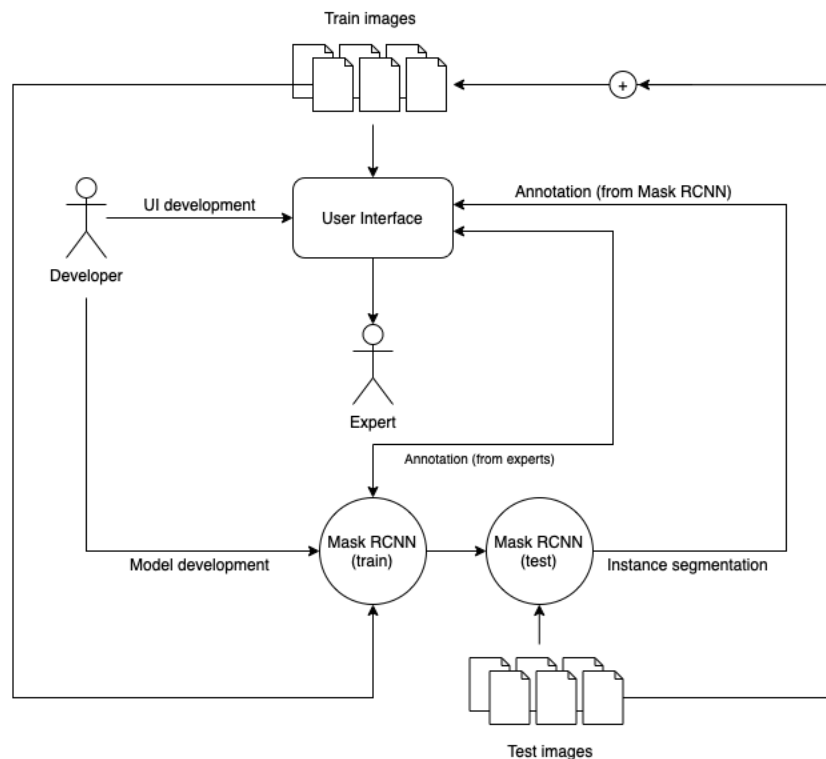 Train images
+
Annotation (from Mask RCNN)
UI development
User Interface
Developer
Expert
Annotation (from experts)
Mask RCNN
(train)
Mask RCNN
(test)
Model development
Instance segmentation
Test images